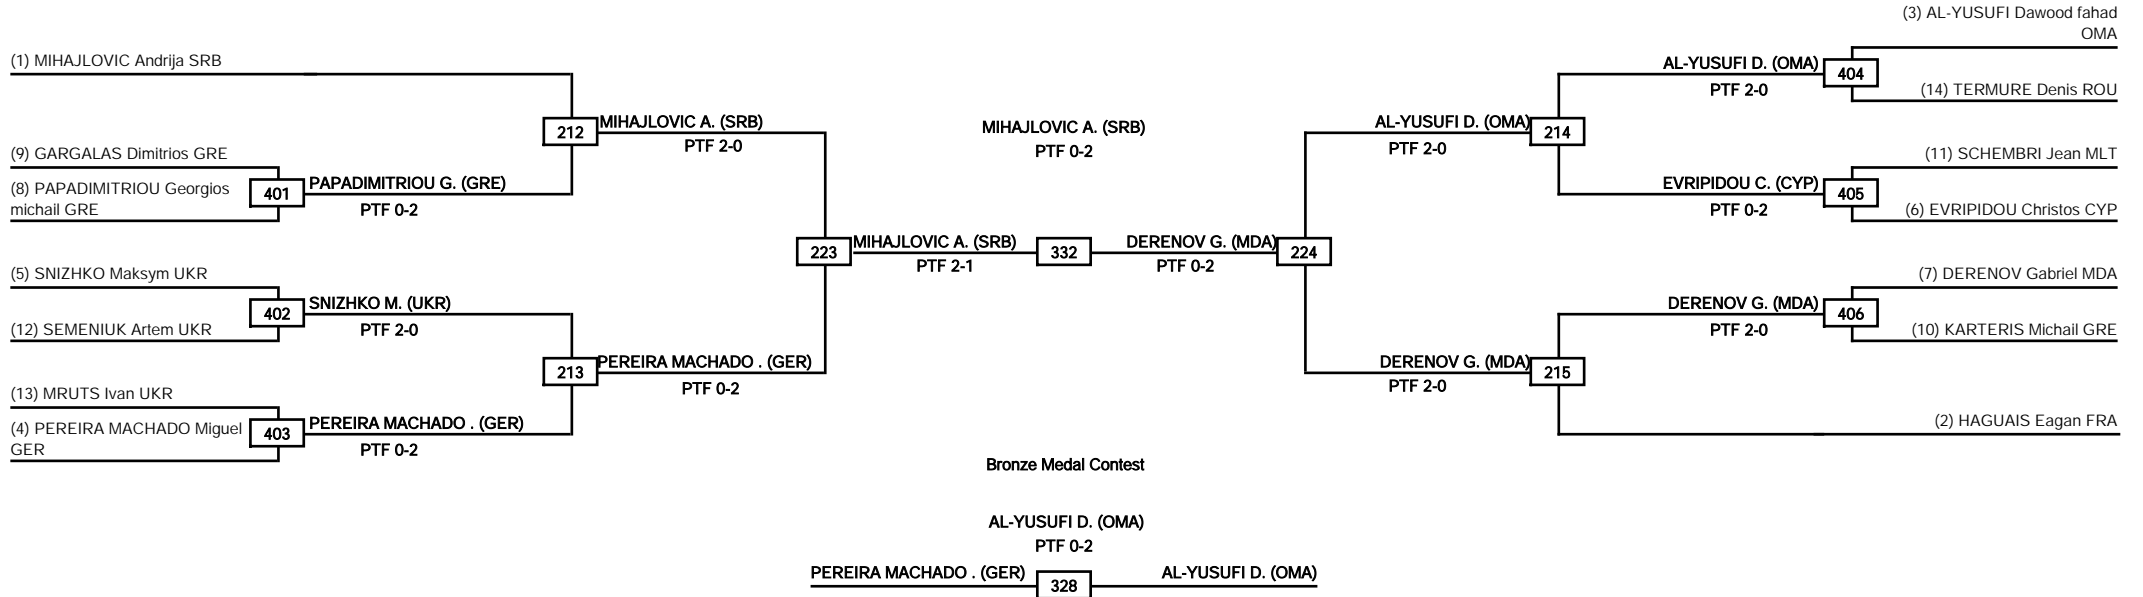 (3) AL-YUSUFI Dawood fahad
OMA
(1) MIHAJLOVIC Andrija SRB
AL-YUSUFI D. (OMA)
404
PTF 2-0
(14) TERMURE Denis ROU
212
MIHAJLOVIC A. (SRB)
PTF 2-0
MIHAJLOVIC A. (SRB)
PTF 0-2
AL-YUSUFI D. (OMA)
214
PTF 2-0
(9) GARGALAS Dimitrios GRE
(11) SCHEMBRI Jean MLT
(8) PAPADIMITRIOU Georgios
michail GRE
401
PAPADIMITRIOU G. (GRE)
PTF 0-2
EVRIPIDOU C. (CYP)
405
PTF 0-2
(6) EVRIPIDOU Christos CYP
223
MIHAJLOVIC A. (SRB)
PTF 2-1
332
DERENOV G. (MDA)
PTF 0-2
224
(5) SNIZHKO Maksym UKR
(7) DERENOV Gabriel MDA
402
SNIZHKO M. (UKR)
PTF 2-0
(12) SEMENIUK Artem UKR
DERENOV G. (MDA)
406
PTF 2-0
(10) KARTERIS Michail GRE
213
PEREIRA MACHADO . (GER)
PTF 0-2
DERENOV G. (MDA)
215
PTF 2-0
(13) MRUTS Ivan UKR
(4) PEREIRA MACHADO Miguel
GER
403
PEREIRA MACHADO . (GER)
PTF 0-2
(2) HAGUAIS Eagan FRA
Bronze Medal Contest
AL-YUSUFI D. (OMA)
PTF 0-2
PEREIRA MACHADO . (GER)
328
AL-YUSUFI D. (OMA)